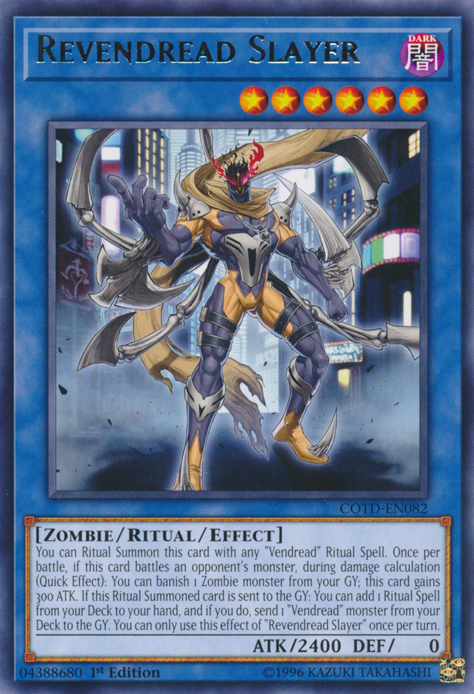 REVENDREAD SLAYER
DARK
闇
COTD-EN082
[ZOMBIE/RITUAL/EFFECT]
You can Ritual Summon this card with any "Vendread" Ritual Spell. Once per
battle, if this card battles an opponent's monster, during damage calculation
(Quick Effect): You can banish 1 Zombie monster from your GY; this card gains
300 ATK. If this Ritual Summoned card is sent to the GY: You can add 1 Ritual Spell
from your Deck to your hand, and if you do, send 1 "Vendread" monster from your
Deck to the GY. You can only use this effect of "Revendread Slayer" once per turn.
ATK/2400 DEF/ 0
04388680 1st Edition ©1996 KAZUKI TAKAHASHI